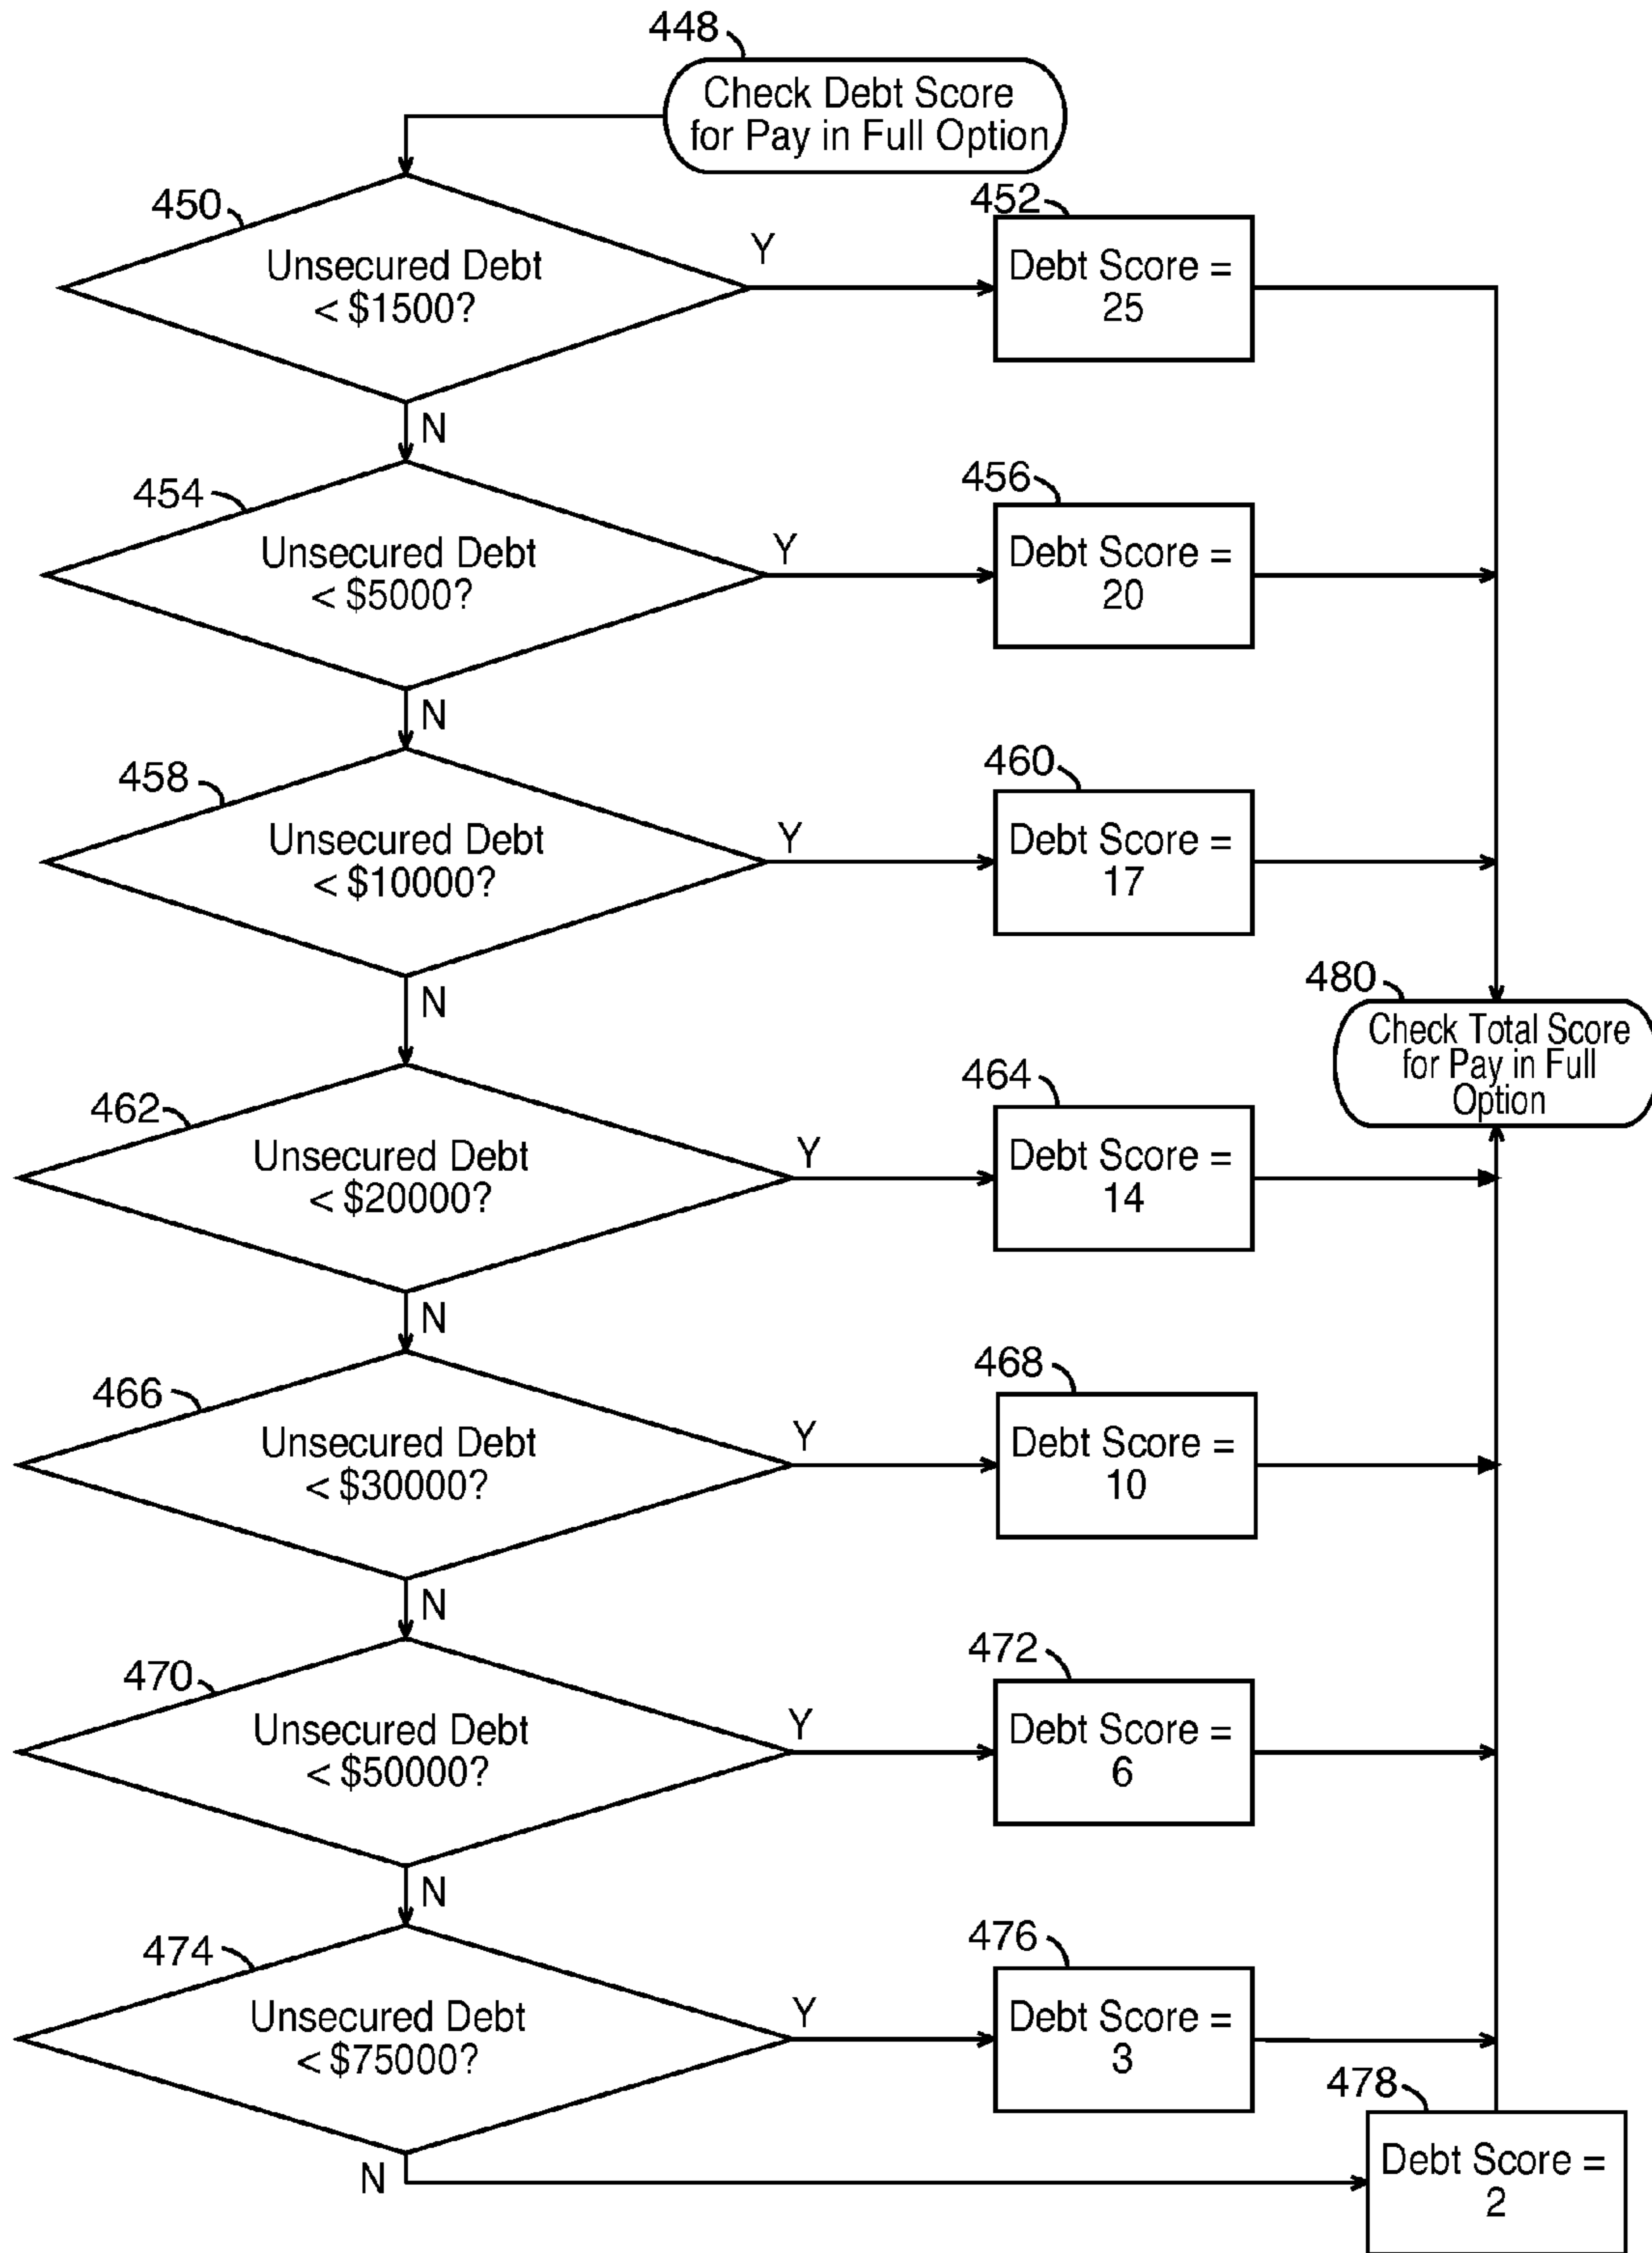 448
Check Debt Score
for Pay in Full Option
450
Unsecured Debt
< $1500?
Y
452
Debt Score =
25
N
454
Unsecured Debt
< $5000?
Y
456
Debt Score =
20
N
458
Unsecured Debt
< $10000?
Y
460
Debt Score =
17
N
480
Check Total Score
for Pay in Full
Option
462
Unsecured Debt
< $20000?
Y
464
Debt Score =
14
N
466
Unsecured Debt
< $30000?
Y
468
Debt Score =
10
N
470
Unsecured Debt
< $50000?
Y
472
Debt Score =
6
N
474
Unsecured Debt
< $75000?
Y
476
Debt Score =
3
N
478
Debt Score =
2